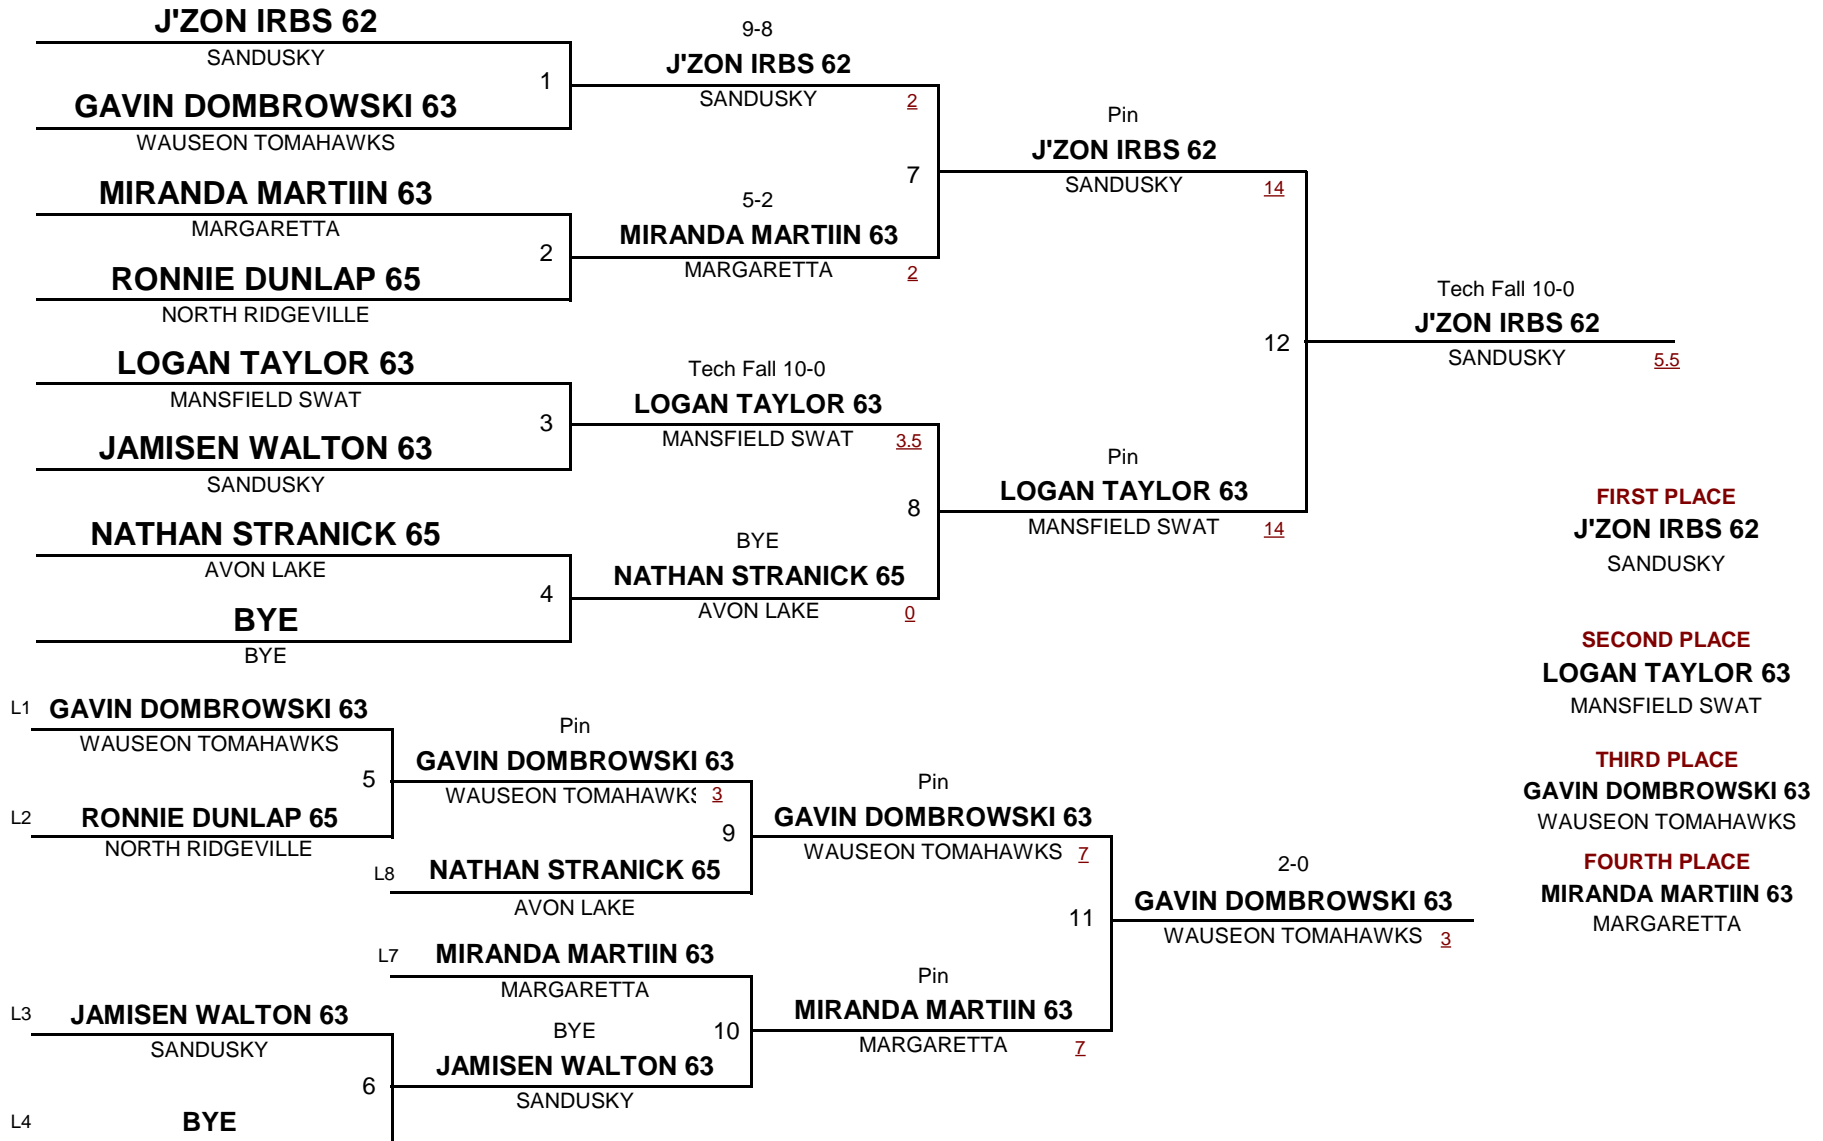 J'ZON IRBS 62
SANDUSKY
1
GAVIN DOMBROWSKI 63
WAUSEON TOMAHAWKS
MIRANDA MARTIIN 63
MARGARETTA
2
RONNIE DUNLAP 65
NORTH RIDGEVILLE
LOGAN TAYLOR 63
MANSFIELD SWAT
3
JAMISEN WALTON 63
SANDUSKY
NATHAN STRANICK 65
AVON LAKE
4
BYE
BYE
9-8
J'ZON IRBS 62
SANDUSKY 2
7
5-2
MIRANDA MARTIIN 63
MARGARETTA 2
Tech Fall 10-0
LOGAN TAYLOR 63
MANSFIELD SWAT 3.5
8
BYE
NATHAN STRANICK 65
AVON LAKE 0
Pin
J'ZON IRBS 62
SANDUSKY 14
12
Pin
LOGAN TAYLOR 63
MANSFIELD SWAT 14
Tech Fall 10-0
J'ZON IRBS 62
SANDUSKY 5.5
FIRST PLACE
J'ZON IRBS 62
SANDUSKY
SECOND PLACE
LOGAN TAYLOR 63
MANSFIELD SWAT
THIRD PLACE
GAVIN DOMBROWSKI 63
WAUSEON TOMAHAWKS
FOURTH PLACE
MIRANDA MARTIIN 63
MARGARETTA
L1 GAVIN DOMBROWSKI 63
WAUSEON TOMAHAWKS
5
L2 RONNIE DUNLAP 65
NORTH RIDGEVILLE
Pin
GAVIN DOMBROWSKI 63
WAUSEON TOMAHAWKS 3
9
L8 NATHAN STRANICK 65
AVON LAKE
L7 MIRANDA MARTIIN 63
MARGARETTA
10
L3 JAMISEN WALTON 63
SANDUSKY
6
L4 BYE
BYE
JAMISEN WALTON 63
SANDUSKY
Pin
GAVIN DOMBROWSKI 63
WAUSEON TOMAHAWKS 7
11
Pin
MIRANDA MARTIIN 63
MARGARETTA 7
2-0
GAVIN DOMBROWSKI 63
WAUSEON TOMAHAWKS 3